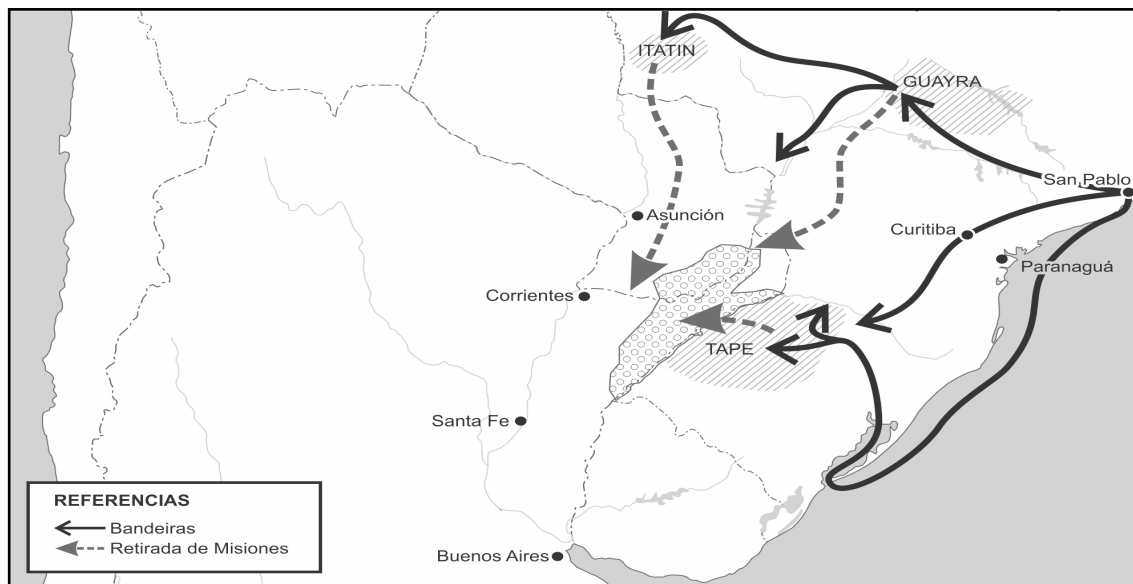 ITATIN
GUAYRA
San Pablo
Asunción
Curitiba
Paranaguá
Corrientes
TAPE
Santa Fe
REFERENCIAS
Bandeiras
Retirada de Misiones
Buenos Aires